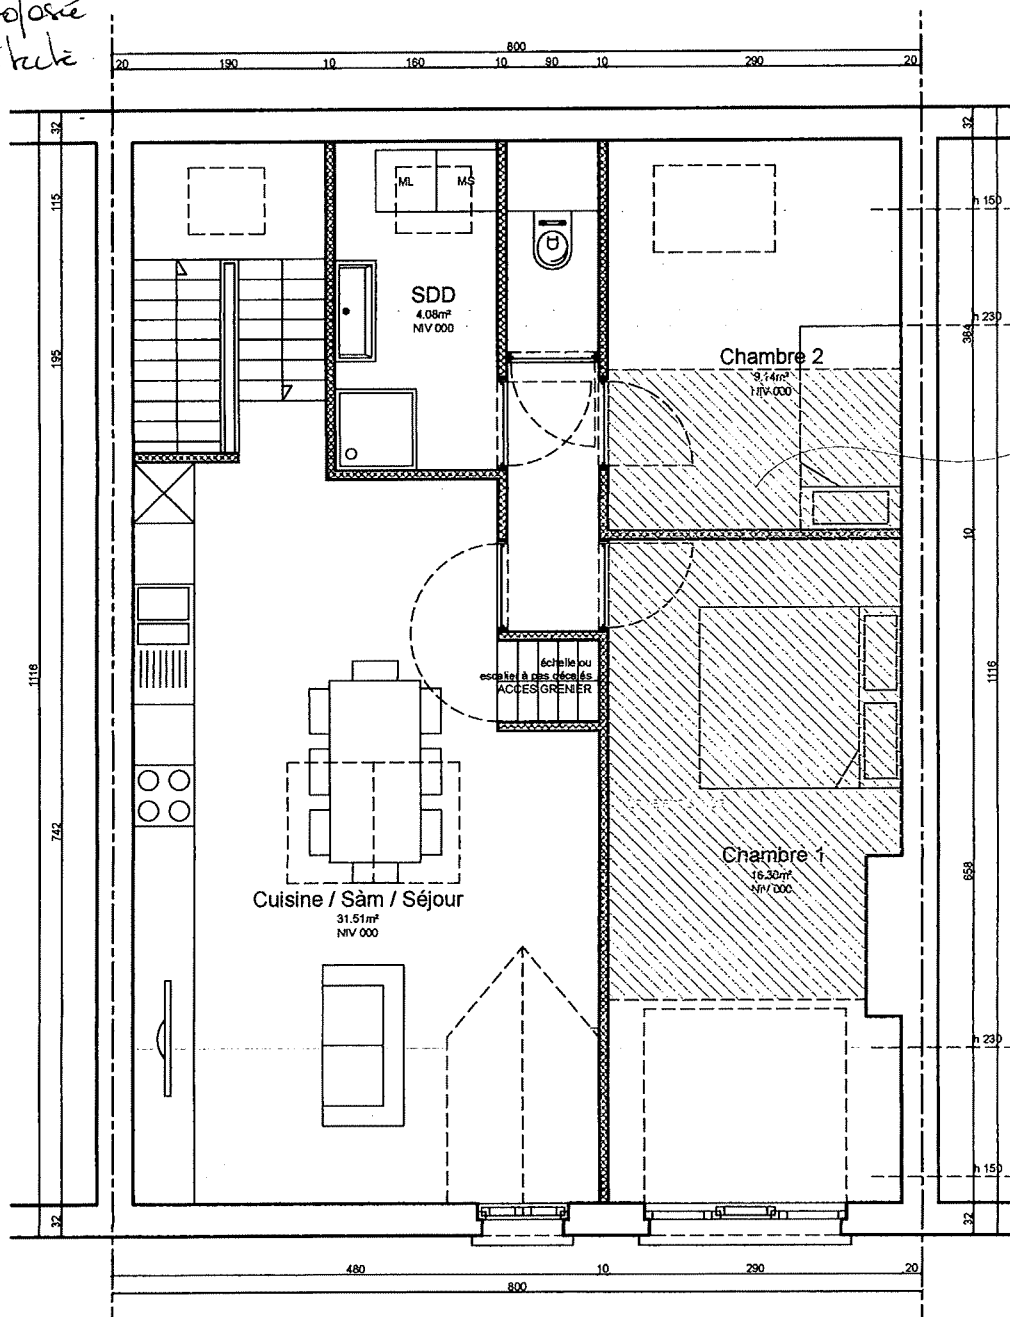 800
20 190 10 160 10 90 10 290 20
32
32
115
ML MS
h 150
SDD
4.08m²
NIV 000
h 230
364
195
Chambre 2
9.14m²
NIV 000
10
échelle ou
escalier à pas décalés
ACCES GRENIER
1116
1116
742
Chambre 1
16.30m²
NIV 000
658
Cuisine / Sàm / Séjour
31.51m²
NIV 000
h 230
h 150
32
32
480 10 290 20
800